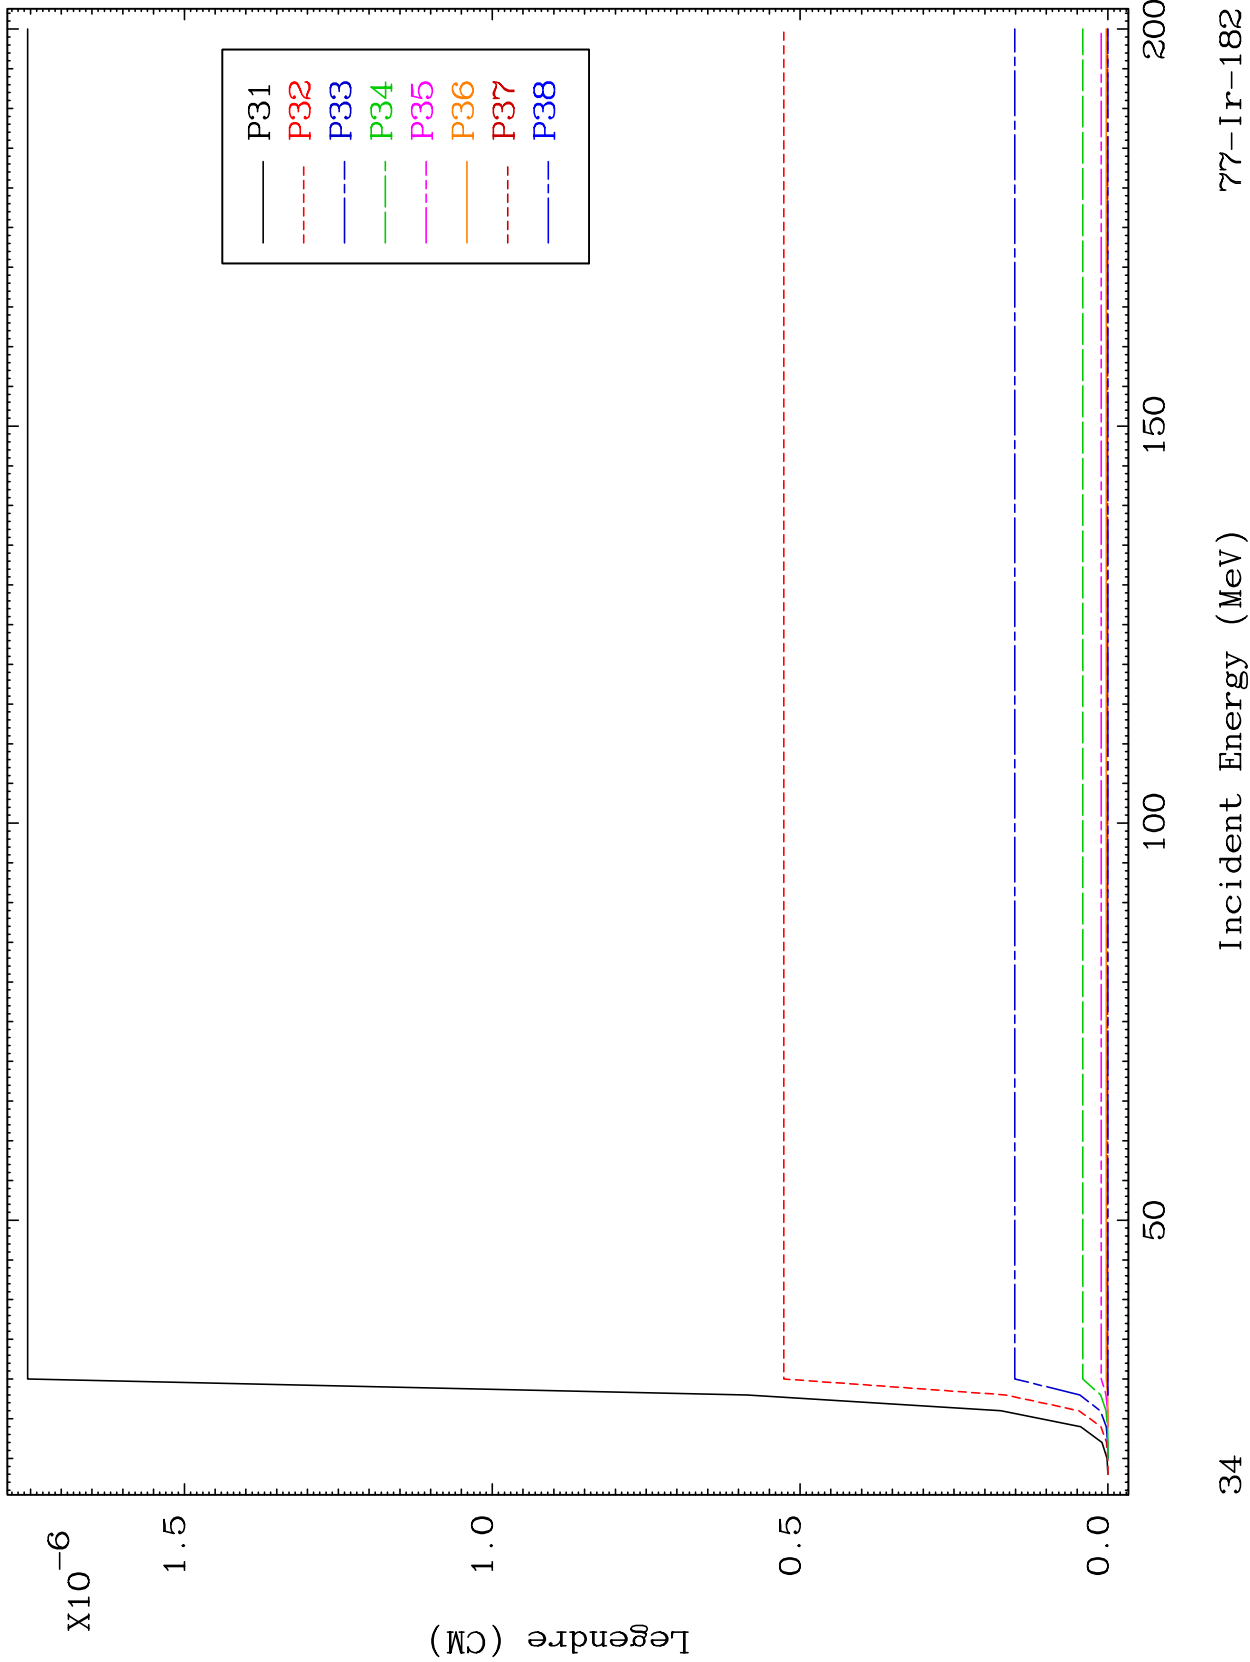 X10^-6
1.5
1.0
0.5
0.0
Legendre (CM)
P31
P32
P33
P34
P35
P36
P37
P38
50
100
150
200
34
Incident Energy (MeV)
77-Ir-182